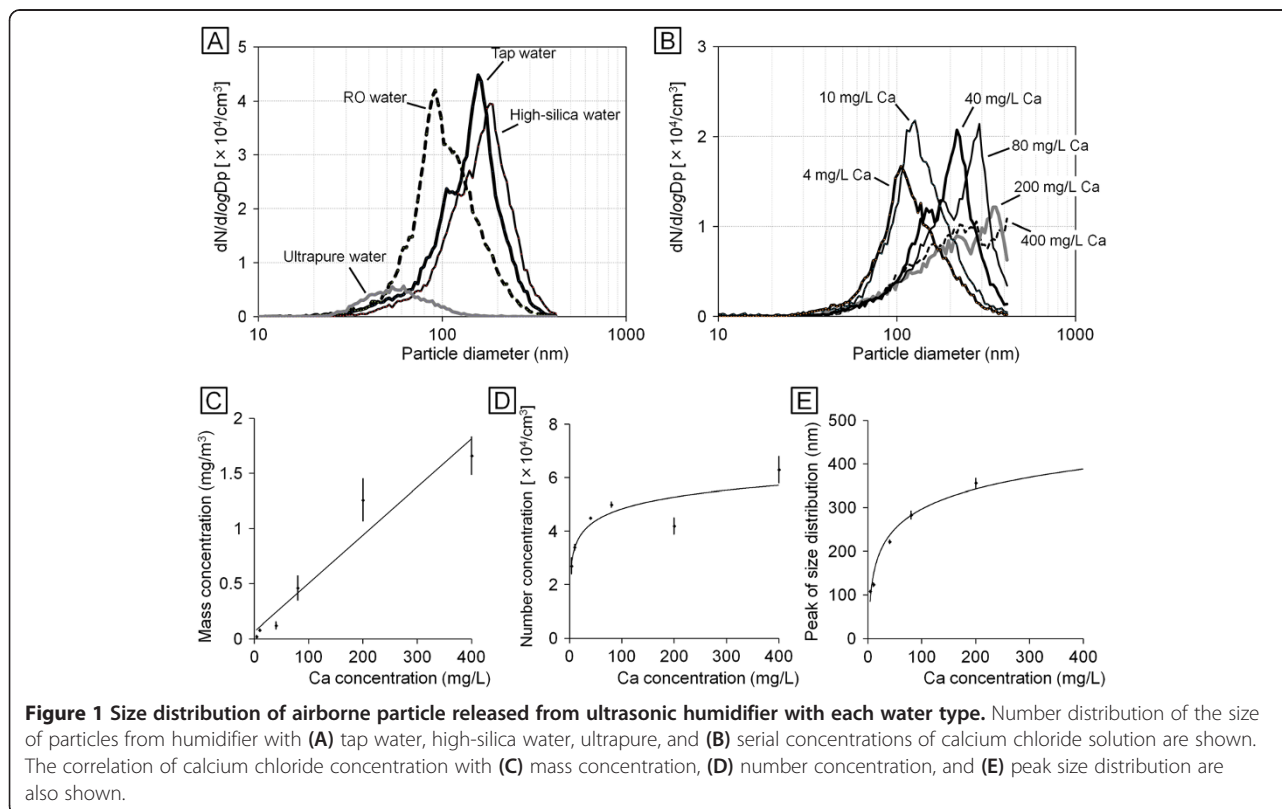 A
5
4
3
2
1
0
dN/dlogDp [ × 10⁴/cm³]
Tap water
RO water
High-silica water
Ultrapure water
10
100
1000
Particle diameter (nm)
B
3
2
1
0
dN/dlogDp [ × 10⁴/cm³]
10 mg/L Ca
40 mg/L Ca
80 mg/L Ca
4 mg/L Ca
200 mg/L Ca
400 mg/L Ca
10
100
1000
Particle diameter (nm)
C
2
1.5
1
0.5
0
Mass concentration (mg/m³)
0
100
200
300
400
Ca concentration (mg/L)
D
8
6
4
2
0
Number concentration [ × 10⁴/cm³]
0
100
200
300
400
Ca concentration (mg/L)
E
500
400
300
200
100
0
Peak of size distribution (nm)
0
100
200
300
400
Ca concentration (mg/L)
Figure 1 Size distribution of airborne particle released from ultrasonic humidifier with each water type. Number distribution of the size
of particles from humidifier with (A) tap water, high-silica water, ultrapure, and (B) serial concentrations of calcium chloride solution are shown.
The correlation of calcium chloride concentration with (C) mass concentration, (D) number concentration, and (E) peak size distribution are
also shown.